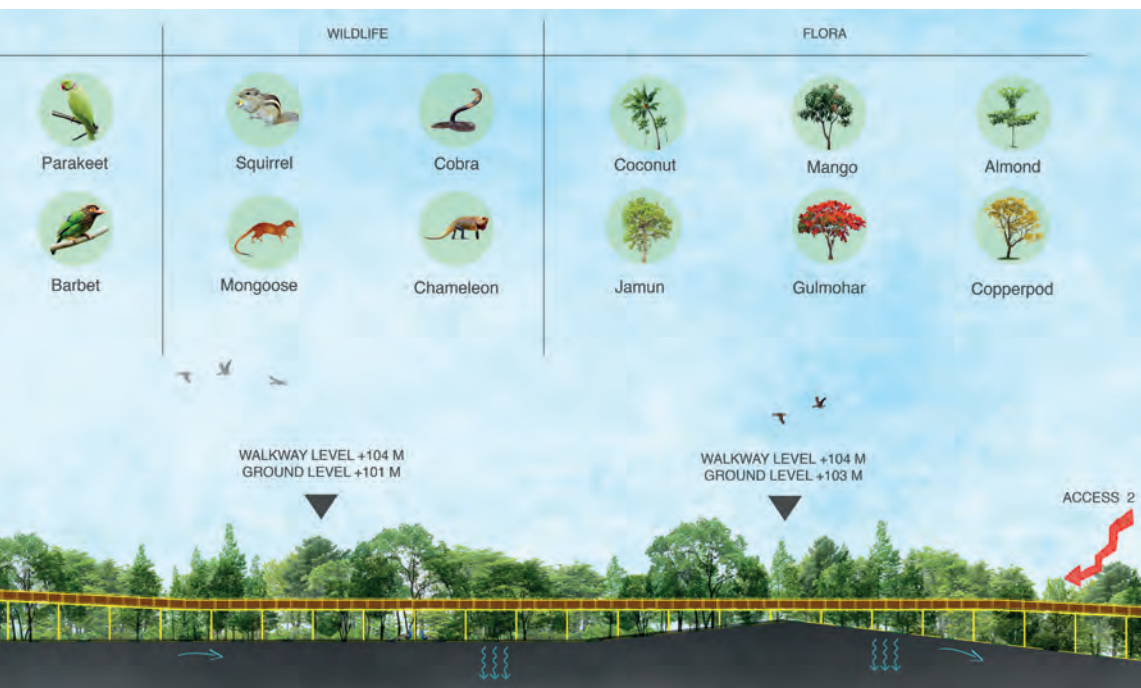 WILDLIFE
FLORA
Parakeet
Squirrel
Cobra
Coconut
Mango
Almond
Barbet
Mongoose
Chameleon
Jamun
Gulmohar
Copperpod
WALKWAY LEVEL +104 M
GROUND LEVEL +101 M
WALKWAY LEVEL +104 M
GROUND LEVEL +103 M
ACCESS 2